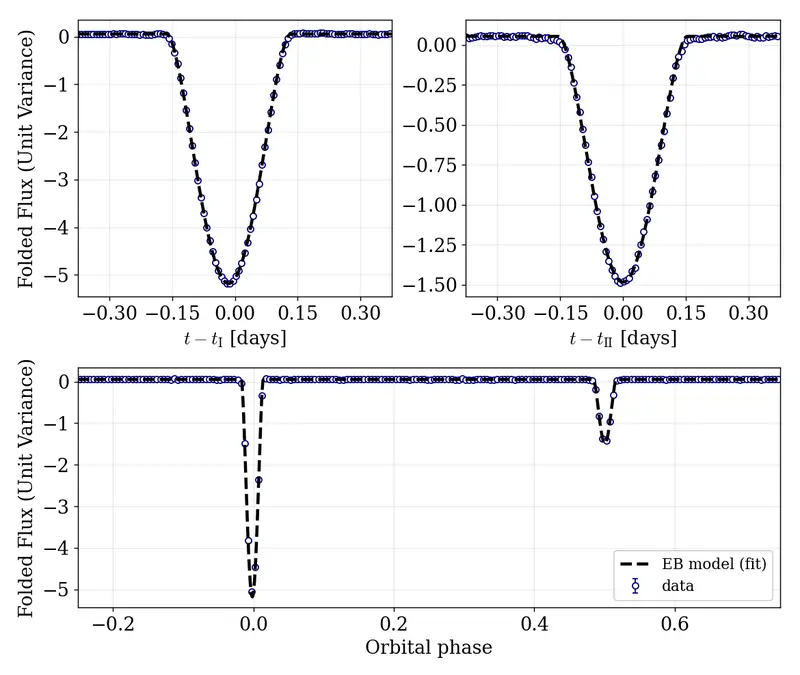 Folded Flux (Unit Variance)
0
−1
−2
−3
−4
−5
−0.30 −0.15 0.00 0.15 0.30
t − tI [days]
0.00
−0.25
−0.50
−0.75
−1.00
−1.25
−1.50
−0.30 −0.15 0.00 0.15 0.30
t − tII [days]
Folded Flux (Unit Variance)
0
−1
−2
−3
−4
−5
EB model (fit)
data
−0.2 0.0 0.2 0.4 0.6
Orbital phase